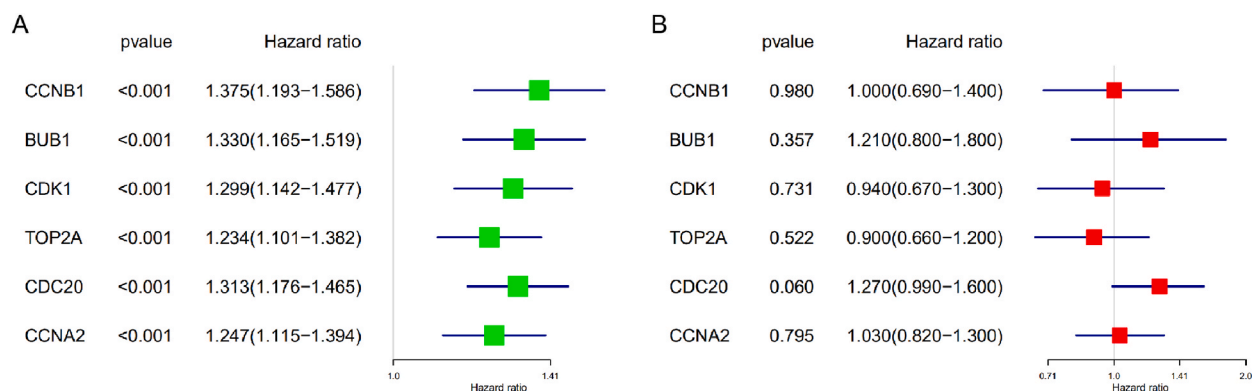 A
pvalue Hazard ratio
CCNB1 <0.001 1.375(1.193−1.586)
BUB1 <0.001 1.330(1.165−1.519)
CDK1 <0.001 1.299(1.142−1.477)
TOP2A <0.001 1.234(1.101−1.382)
CDC20 <0.001 1.313(1.176−1.465)
CCNA2 <0.001 1.247(1.115−1.394)
1.0 1.41
Hazard ratio
B
pvalue Hazard ratio
CCNB1 0.980 1.000(0.690−1.400)
BUB1 0.357 1.210(0.800−1.800)
CDK1 0.731 0.940(0.670−1.300)
TOP2A 0.522 0.900(0.660−1.200)
CDC20 0.060 1.270(0.990−1.600)
CCNA2 0.795 1.030(0.820−1.300)
0.71 1.0 1.41 2.0
Hazard ratio